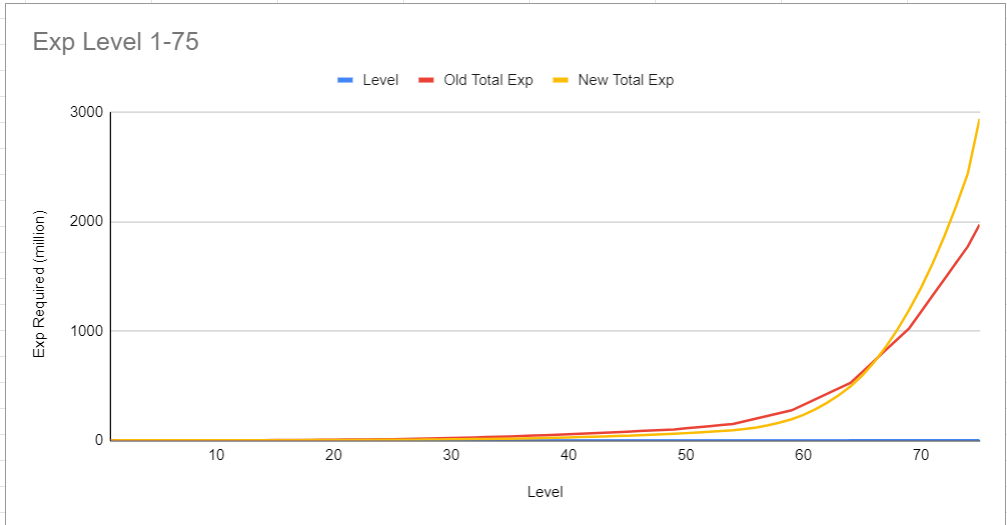 Exp Level 1-75
Level Old Total Exp New Total Exp
Exp Required (million)
3000
2000
1000
0
10 20 30 40 50 60 70
Level